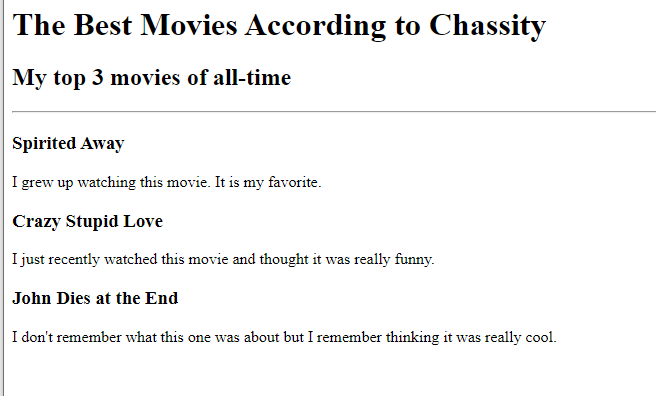 The Best Movies According to Chassity
My top 3 movies of all-time
Spirited Away
I grew up watching this movie. It is my favorite.
Crazy Stupid Love
I just recently watched this movie and thought it was really funny.
John Dies at the End
I don't remember what this one was about but I remember thinking it was really cool.